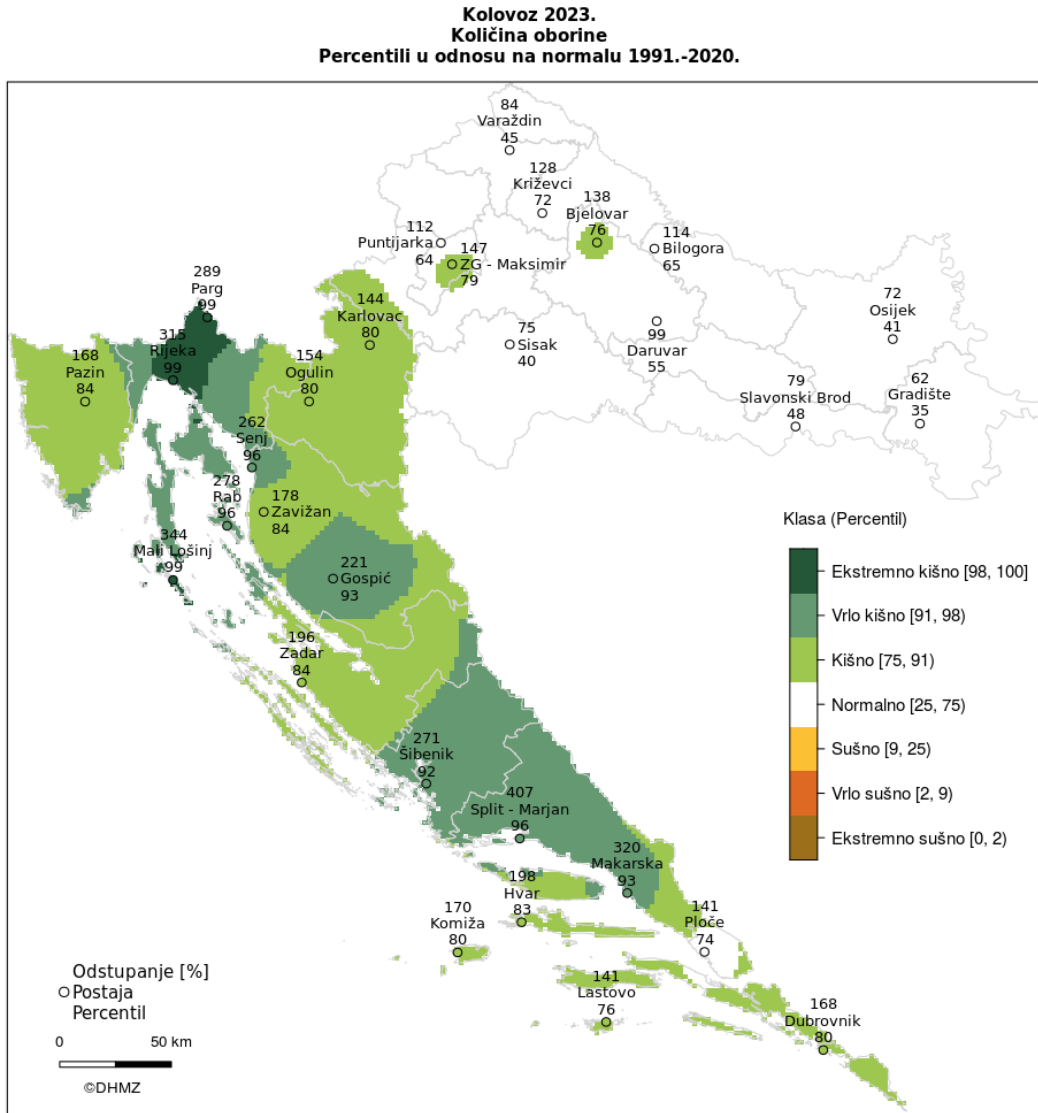 Kolovoz 2023.
Količina oborine
Percentili u odnosu na normalu 1991.-2020.
84
Varaždin
45
128
Križevci
72
138
Bjelovar
76
112
Puntijarka
64
147
ZG - Maksimir
79
114
Bilogora
65
289
Parg
99
315
Rijeka
99
144
Karlovac
80
75
Sisak
40
99
Daruvar
55
72
Osijek
41
168
Pazin
84
154
Ogulin
80
79
Slavonski Brod
48
62
Gradište
35
262
Senj
96
278
Rab
96
178
Zavižan
84
344
Mali Lošinj
99
221
Gospić
93
196
Zadar
84
271
Šibenik
92
407
Split - Marjan
96
320
Makarska
93
198
Hvar
83
170
Komiža
80
141
Ploče
74
141
Lastovo
76
168
Dubrovnik
80
Klasa (Percentil)
Ekstremno kišno [98, 100]
Vrlo kišno [91, 98)
Kišno [75, 91)
Normalno [25, 75)
Sušno [9, 25)
Vrlo sušno [2, 9)
Ekstremno sušno [0, 2)
Odstupanje [%]
Postaja
Percentil
0 50 km
©DHMZ